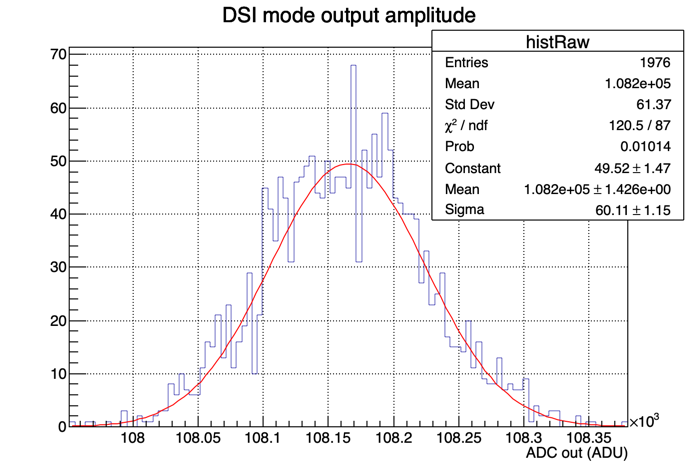 DSI mode output amplitude
histRaw
Entries 1976
Mean 1.082e+05
Std Dev 61.37
χ² / ndf 120.5 / 87
Prob 0.01014
Constant 49.52 ± 1.47
Mean 1.082e+05 ± 1.426e+00
Sigma 60.11 ± 1.15
70
60
50
40
30
20
10
0
108 108.05 108.1 108.15 108.2 108.25 108.3 108.35
×10³
ADC out (ADU)